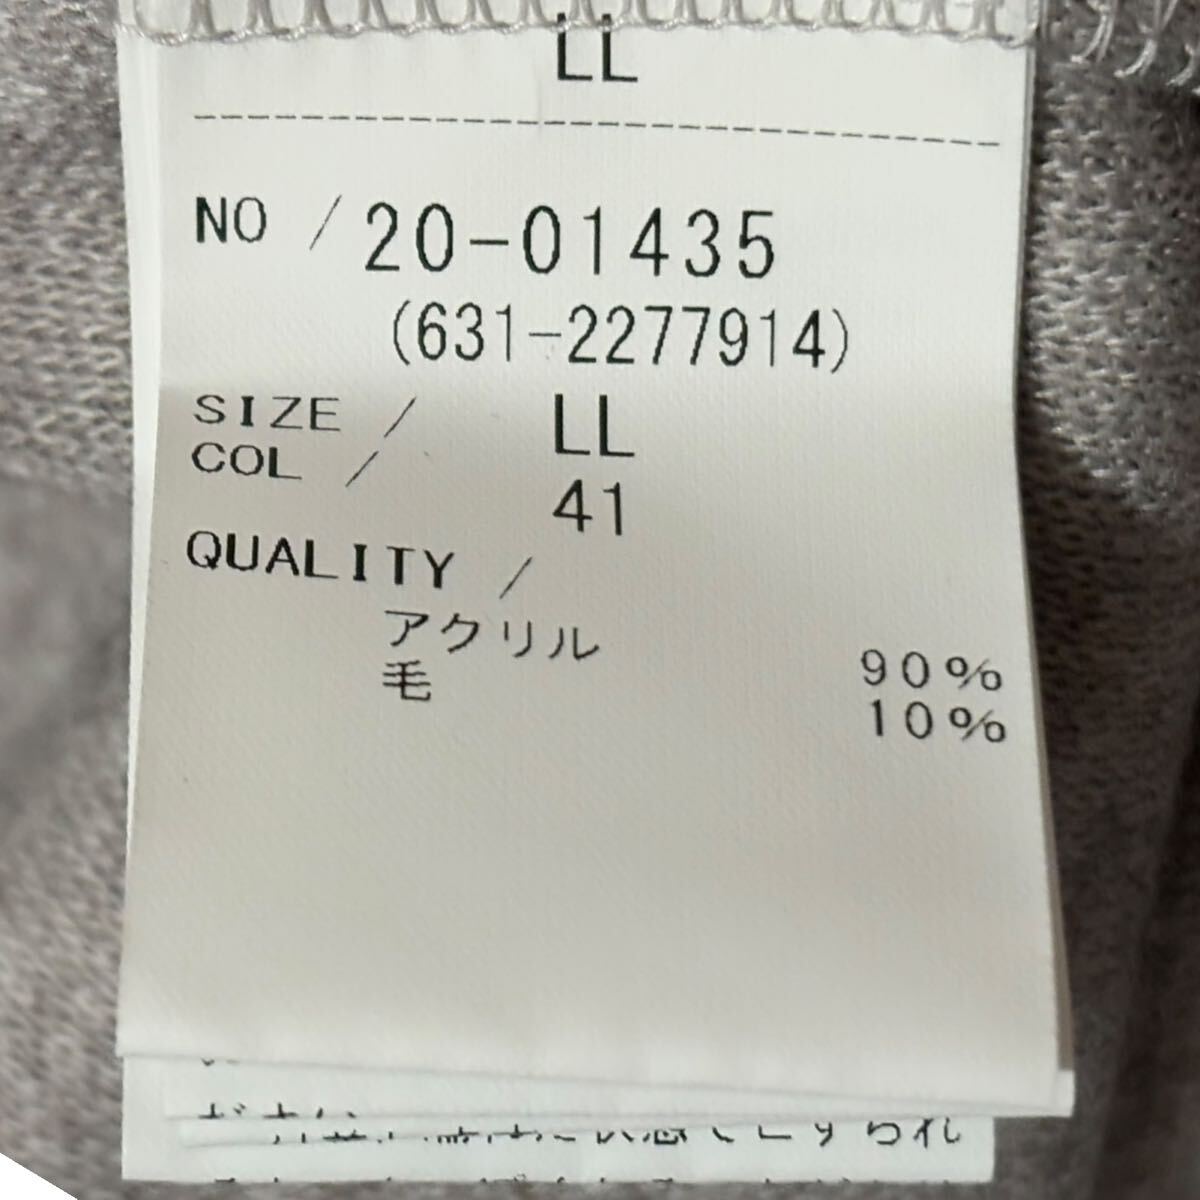 LL
NO / 20-01435
(631-2277914)
SIZE / LL
COL / 41
QUALITY /
アクリル 90%
毛 10%